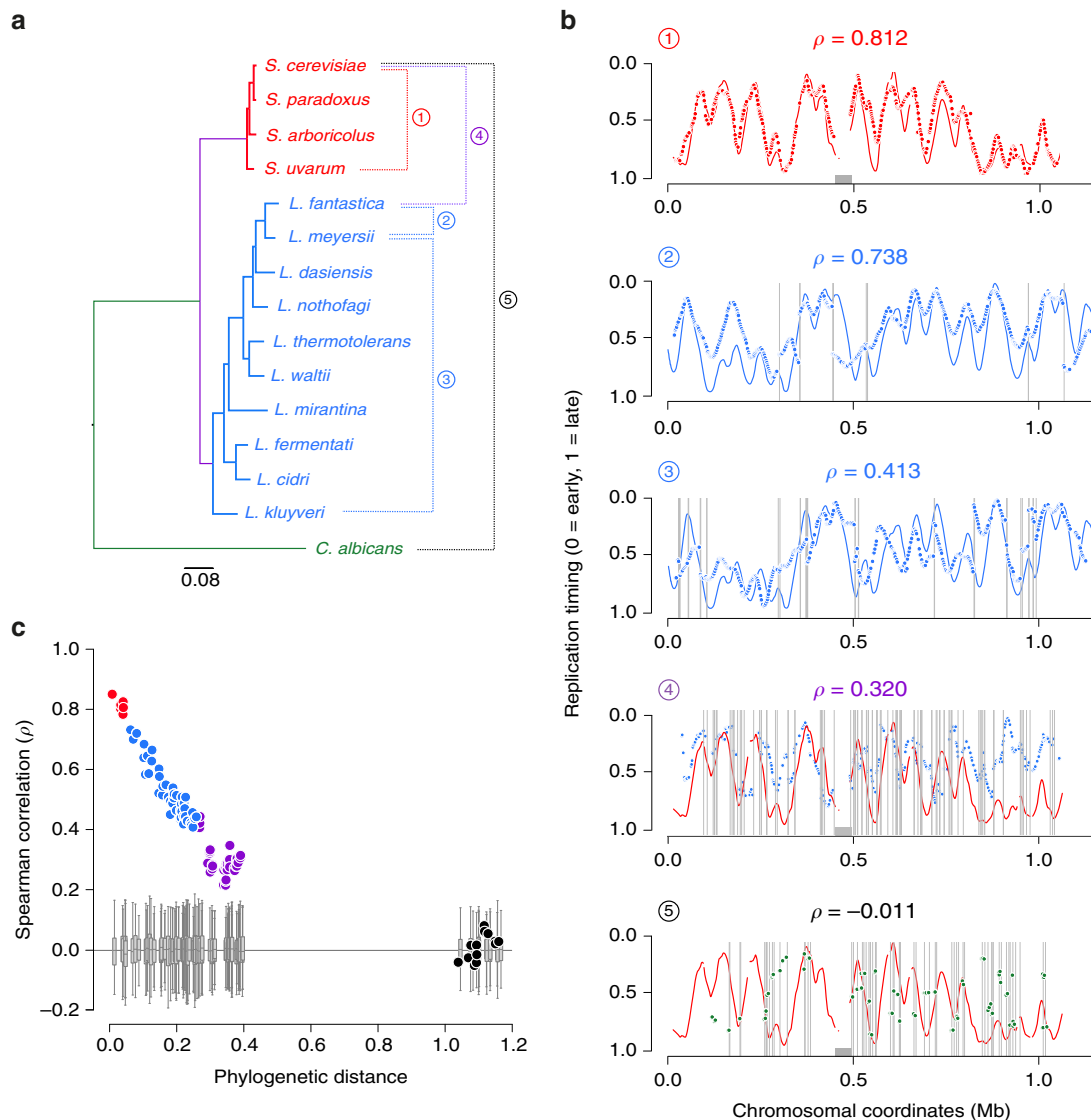 a
S. cerevisiae
S. paradoxus
S. arboricolus
S. uvarum
L. fantastica
L. meyersii
L. dasiensis
L. nothofagi
L. thermotolerans
L. waltii
L. mirantina
L. fermentati
L. cidri
L. kluyveri
C. albicans
1
4
2
5
3
0.08
b
1
ρ = 0.812
0.0
0.5
1.0
0.0 0.5 1.0
2
ρ = 0.738
0.0
0.5
1.0
0.0 0.5 1.0
3
ρ = 0.413
0.0
0.5
1.0
0.0 0.5 1.0
4
ρ = 0.320
0.0
0.5
1.0
0.0 0.5 1.0
5
ρ = −0.011
0.0
0.5
1.0
0.0 0.5 1.0
Replication timing (0 = early, 1 = late)
Chromosomal coordinates (Mb)
c
1.0
0.8
0.6
0.4
0.2
0.0
−0.2
Spearman correlation (ρ)
0.0 0.2 0.4 0.6 0.8 1.0 1.2
Phylogenetic distance